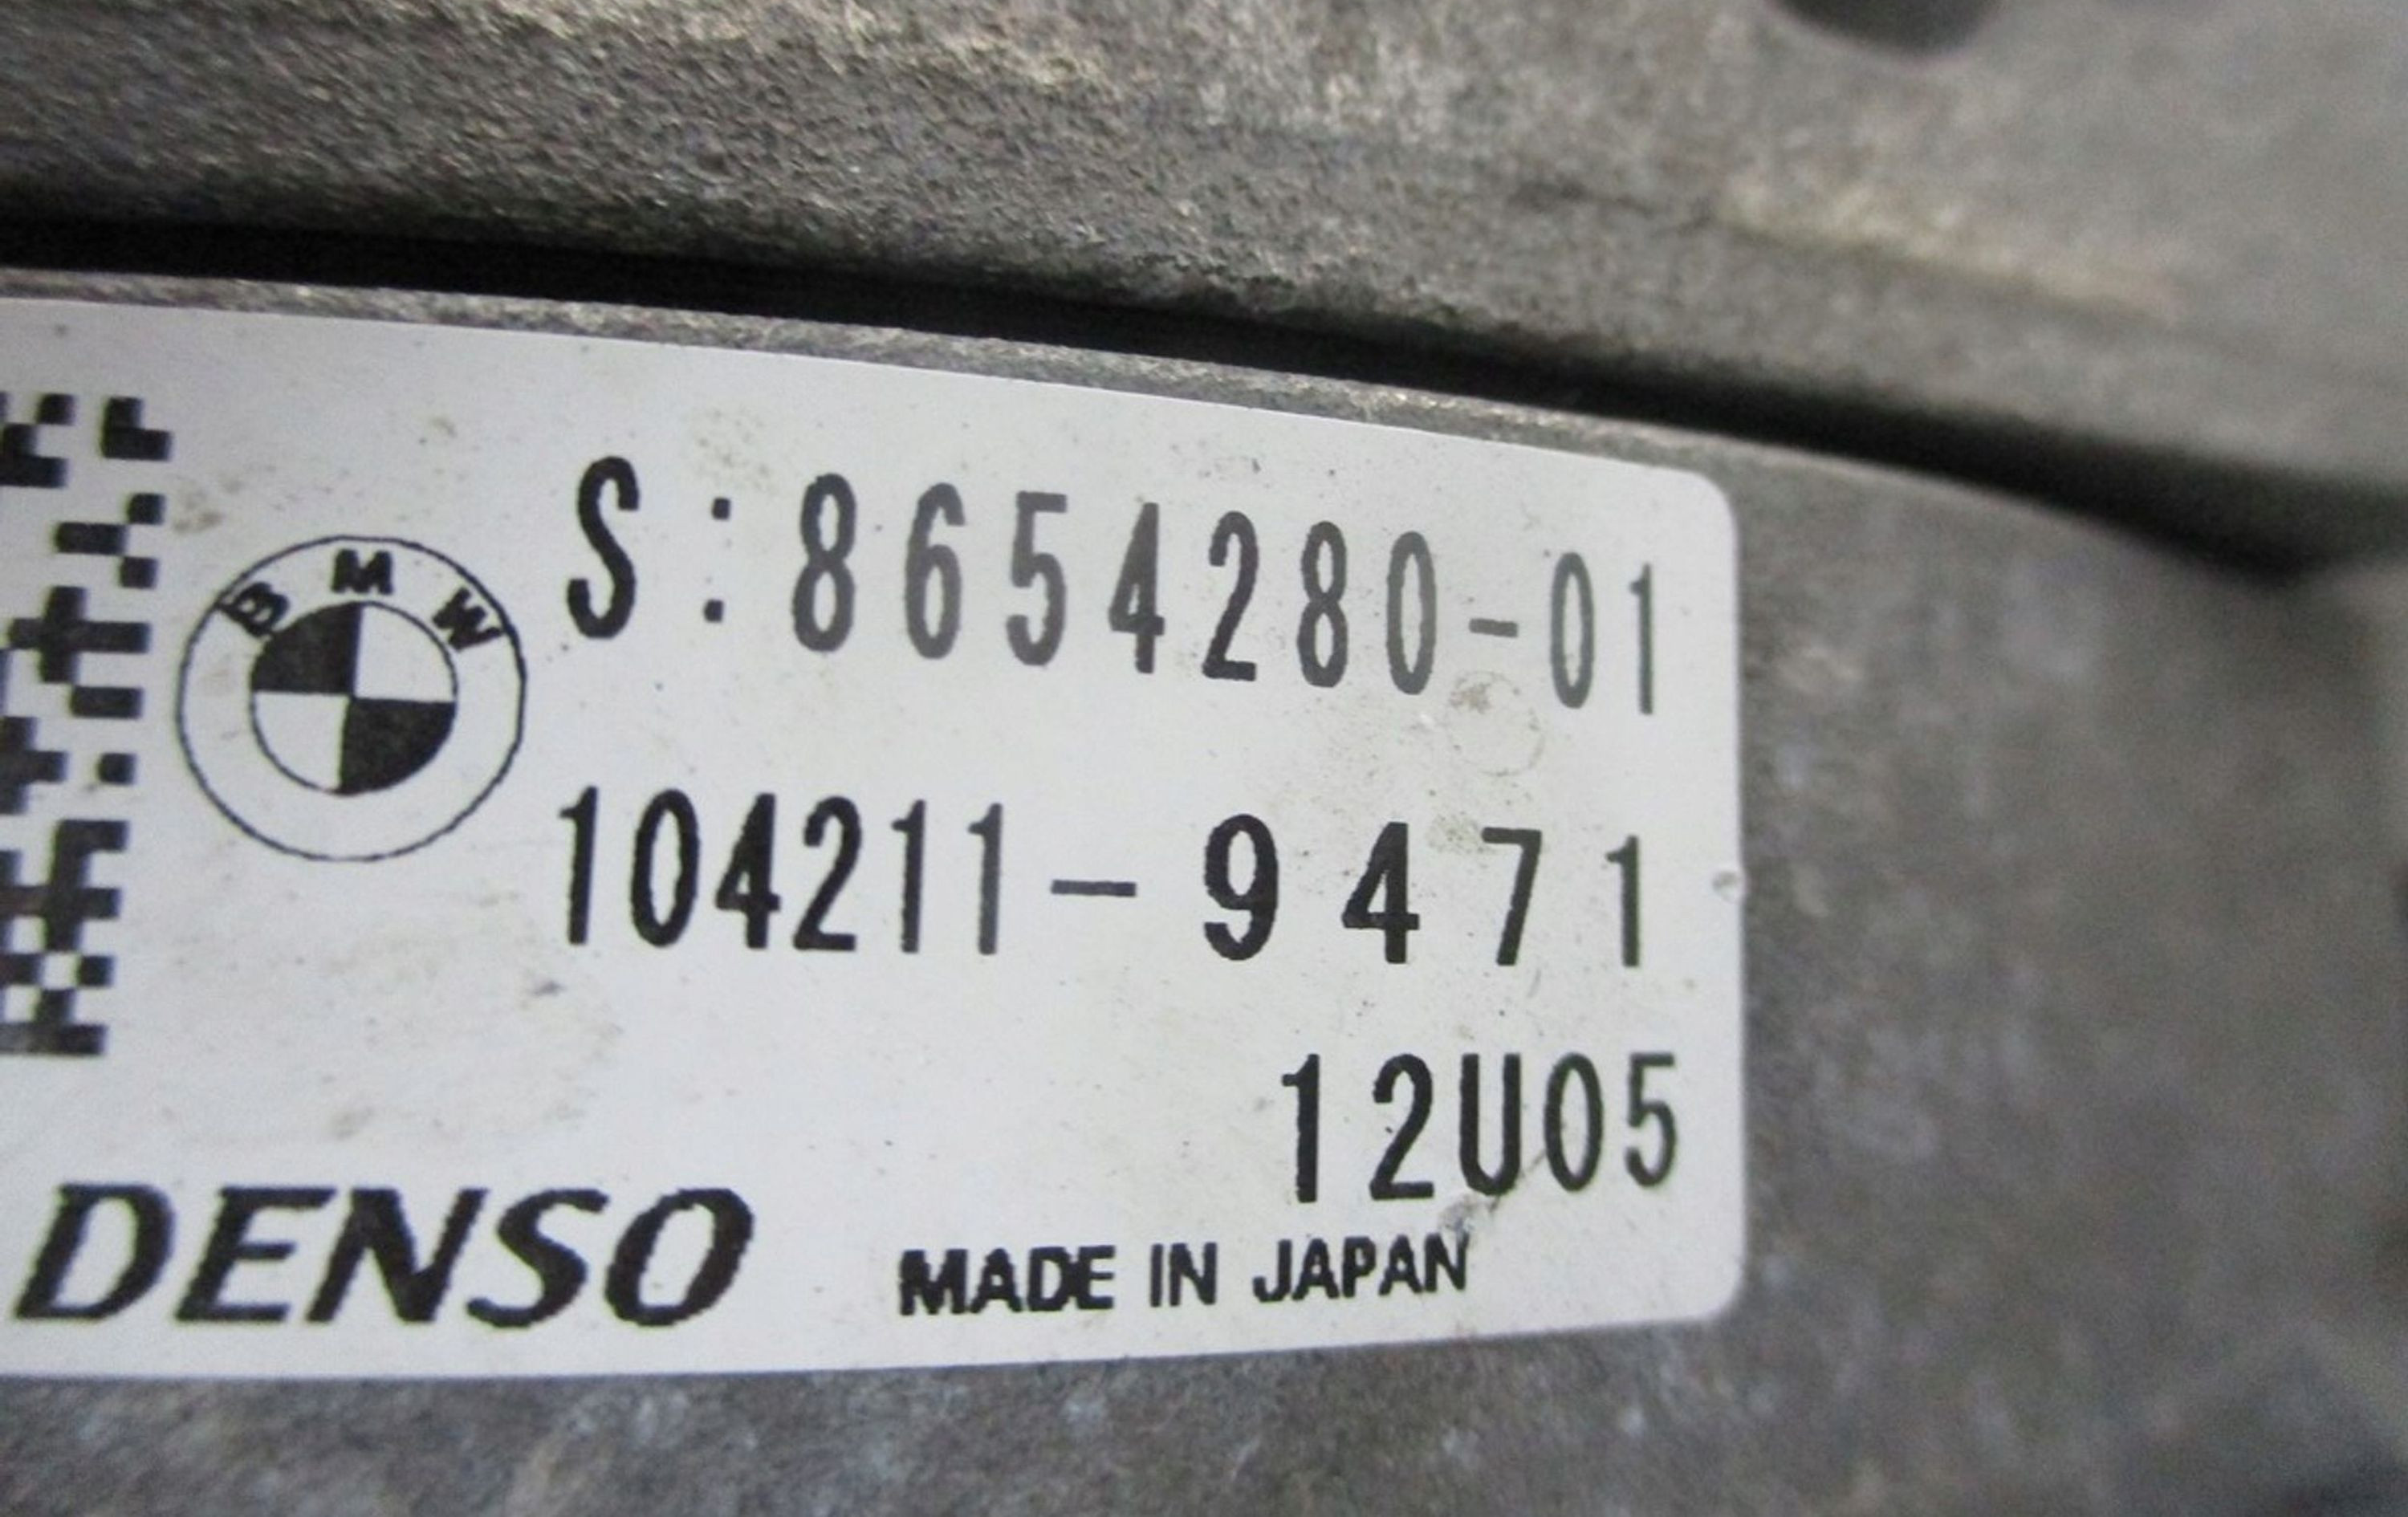 BMW
S:8654280-01
104211-9471
12U05
DENSO MADE IN JAPAN